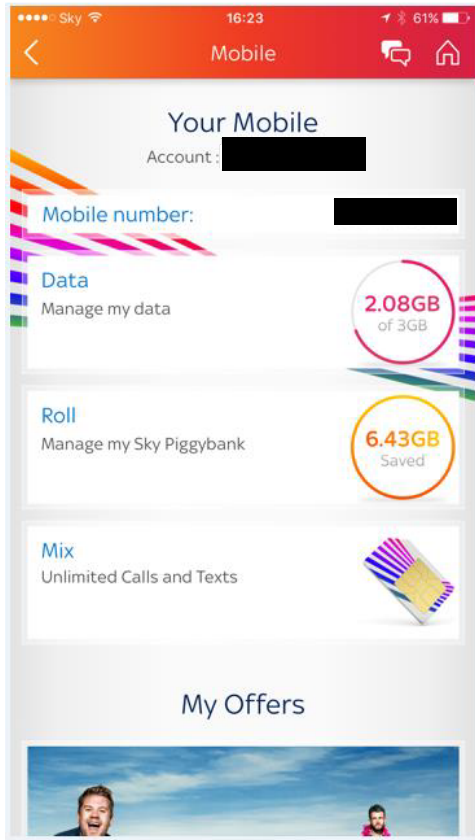 Sky 16:23 61%
Mobile
Your Mobile
Account :
Mobile number:
Data
Manage my data
2.08GB
of 3GB
Roll
Manage my Sky Piggybank
6.43GB
Saved
Mix
Unlimited Calls and Texts
My Offers